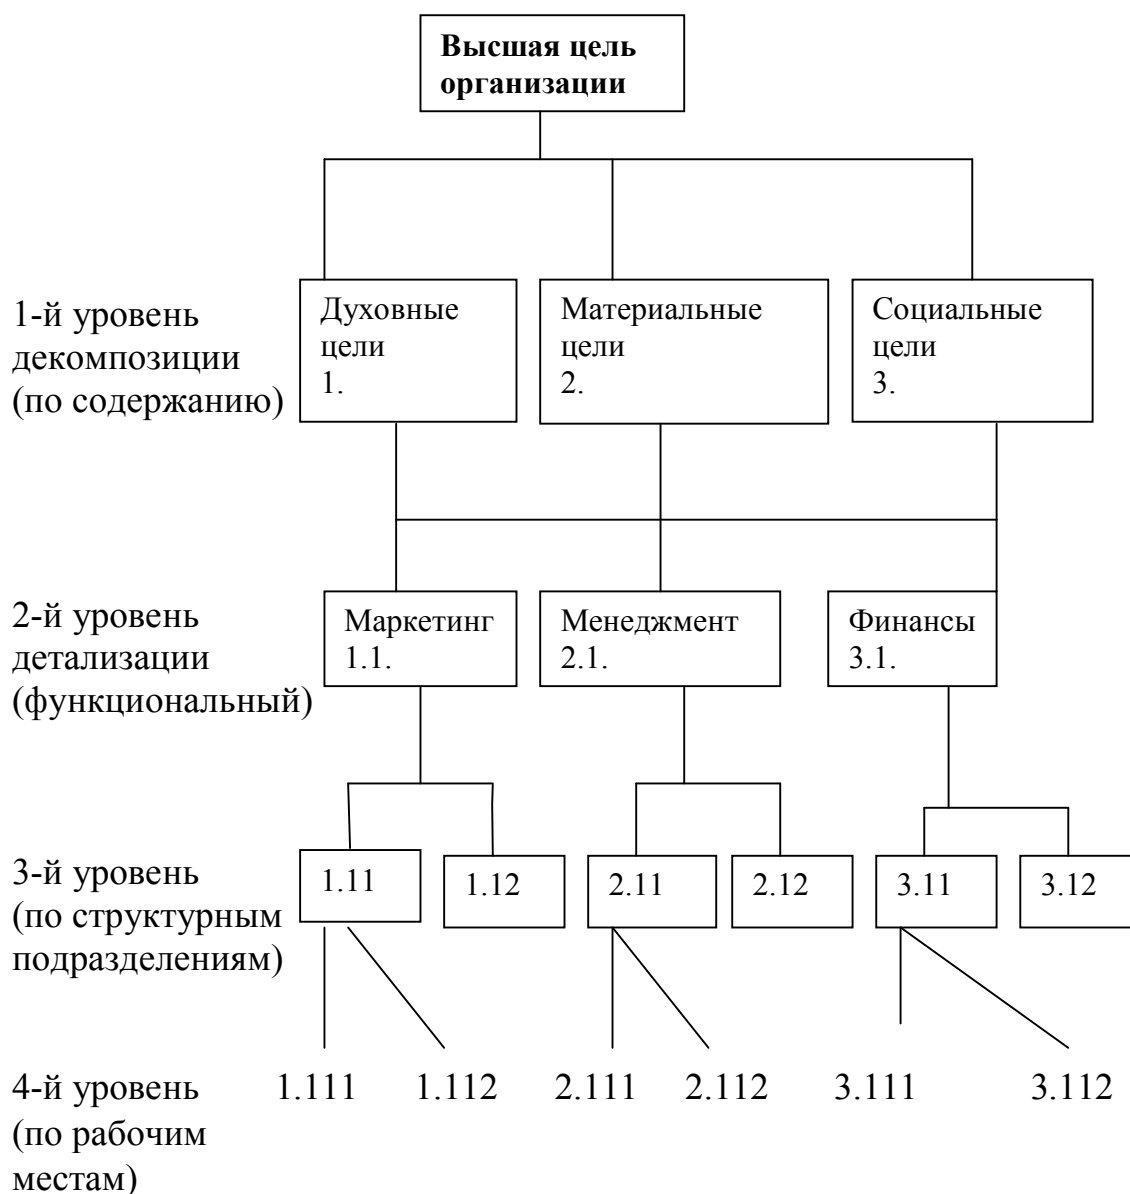 Высшая цель
организации
1-й уровень
декомпозиции
(по содержанию)
Духовные
цели
1.
Материальные
цели
2.
Социальные
цели
3.
2-й уровень
детализации
(функциональный)
Маркетинг
1.1.
Менеджмент
2.1.
Финансы
3.1.
3-й уровень
(по структурным
подразделениям)
1.11
1.12
2.11
2.12
3.11
3.12
4-й уровень
(по рабочим
местам)
1.111
1.112
2.111
2.112
3.111
3.112